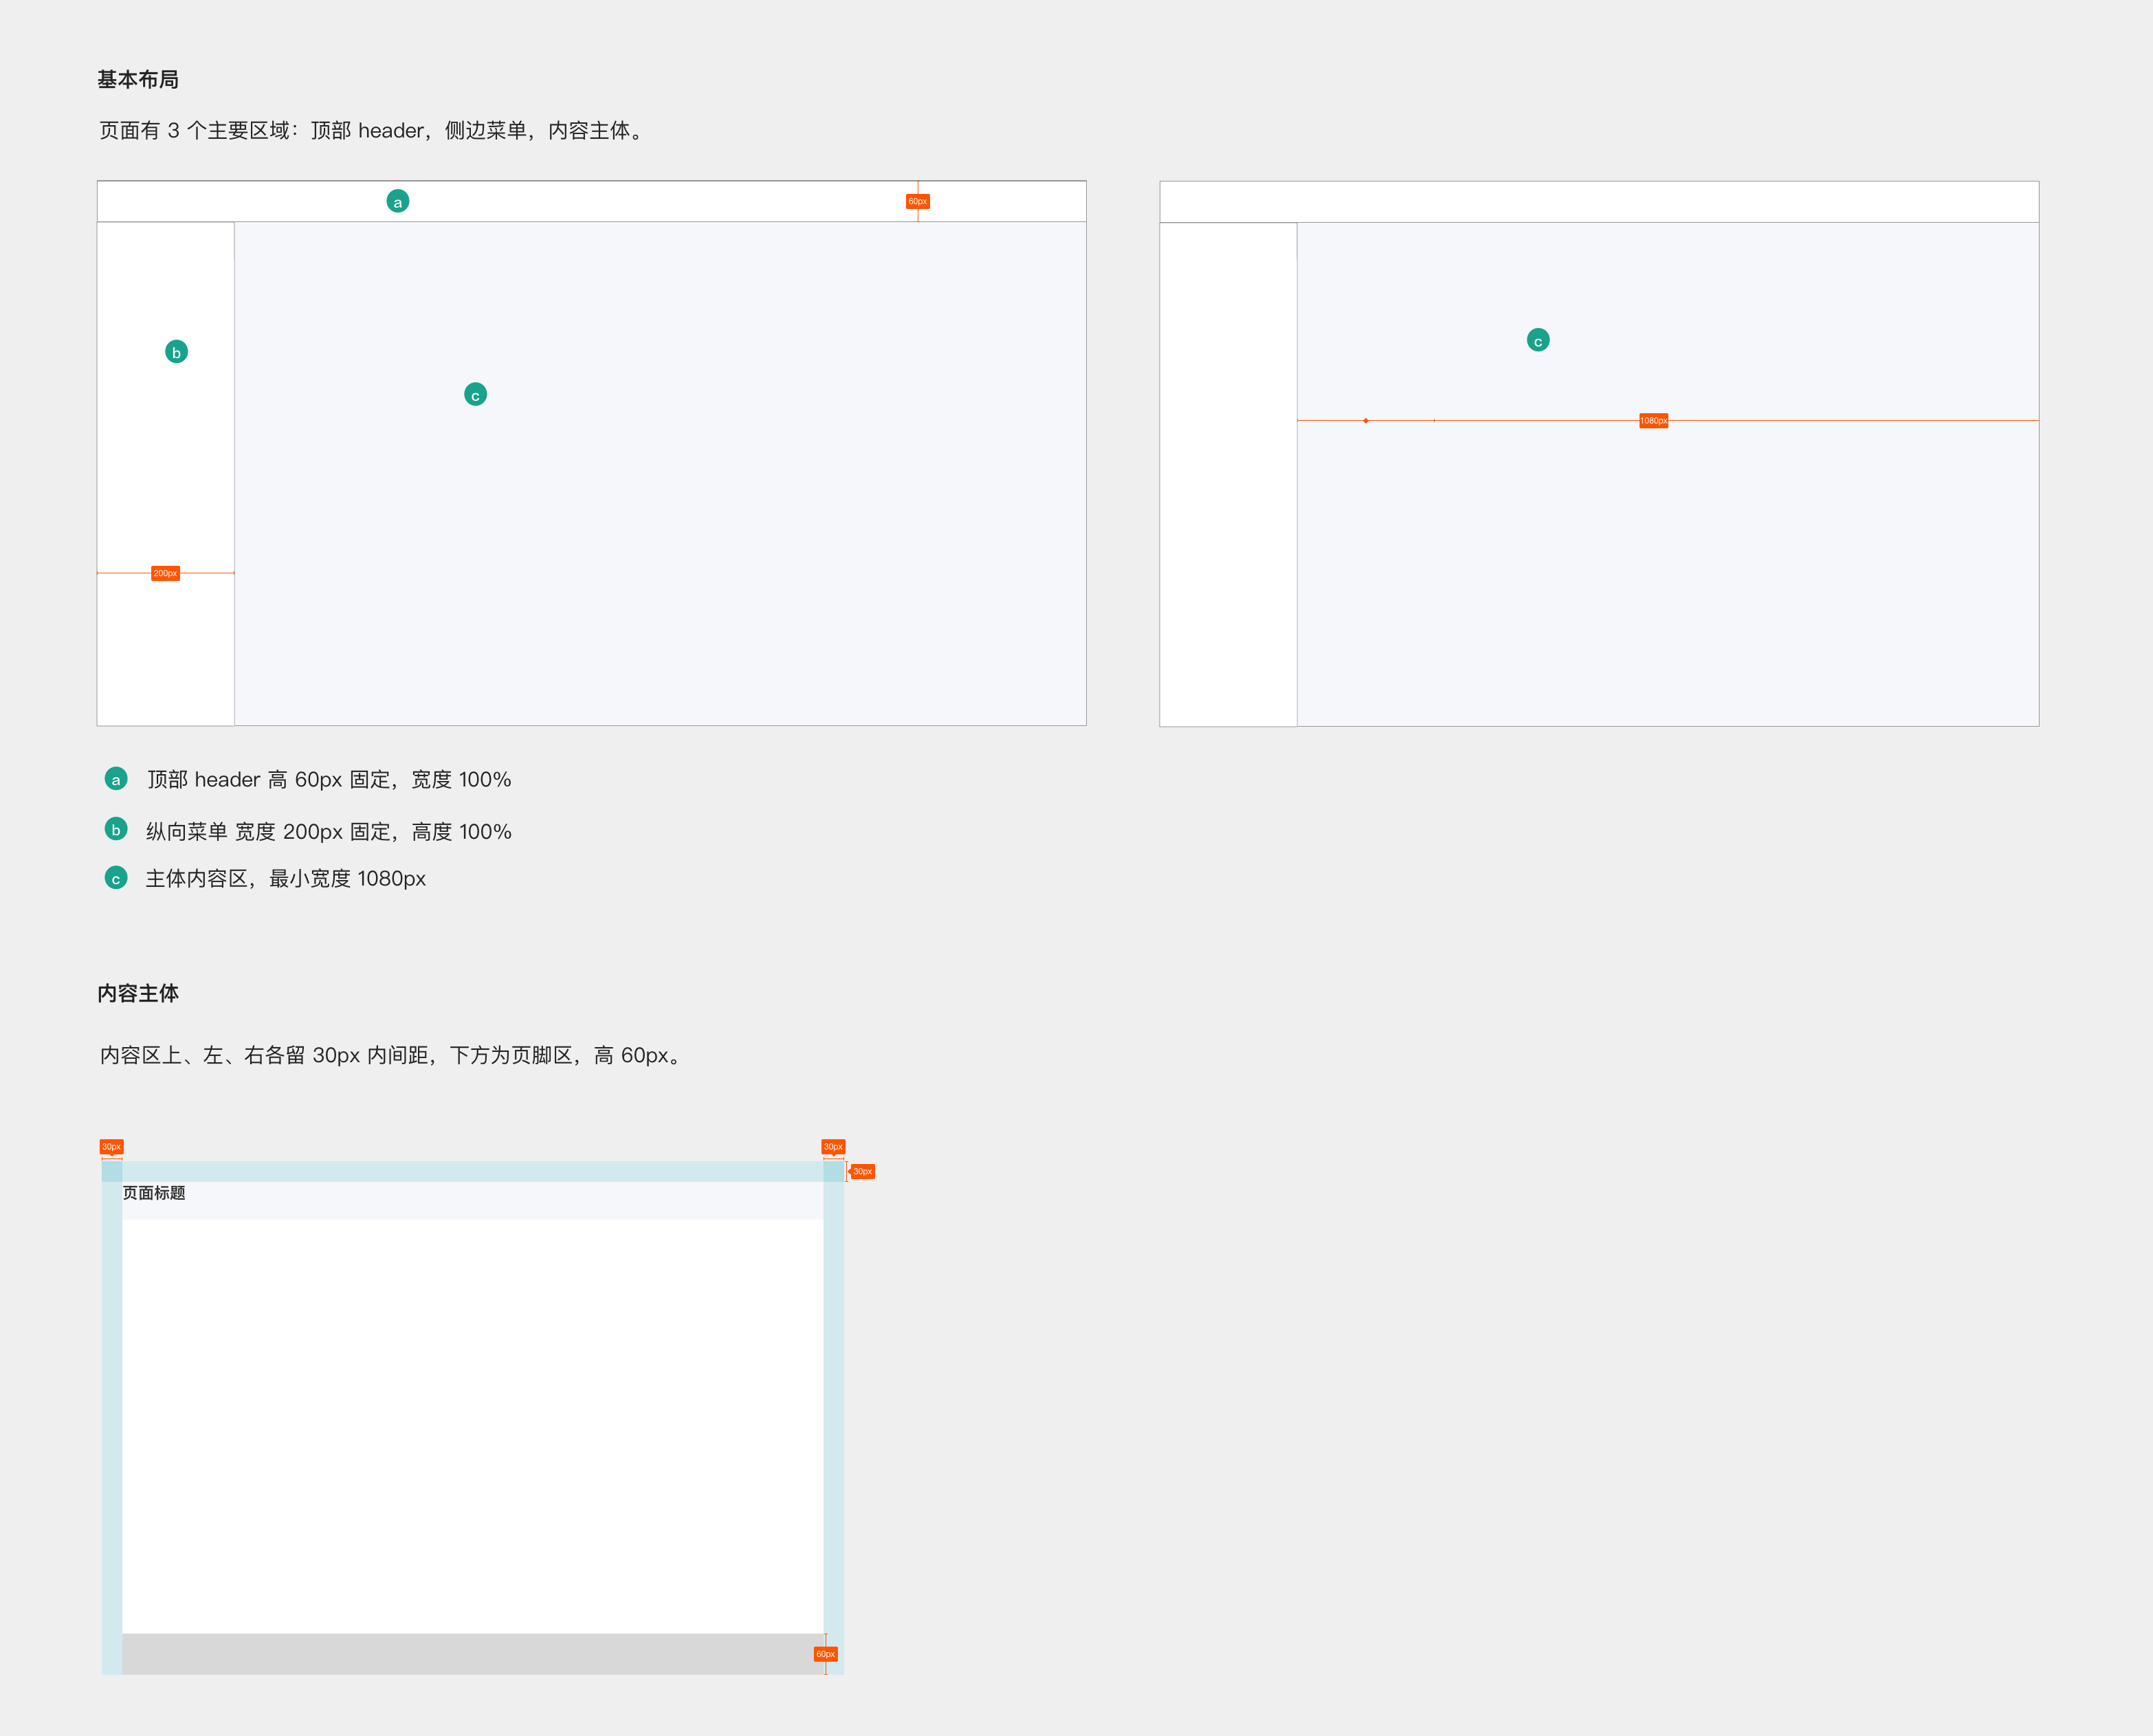 基本布局
页面有 3 个主要区域：顶部 header，侧边菜单，内容主体。
a
60px
b
c
200px
c
1080px
a 顶部 header 高 60px 固定，宽度 100%
b 纵向菜单 宽度 200px 固定，高度 100%
c 主体内容区，最小宽度 1080px
内容主体
内容区上、左、右各留 30px 内间距，下方为页脚区，高 60px。
30px
30px
30px
页面标题
60px